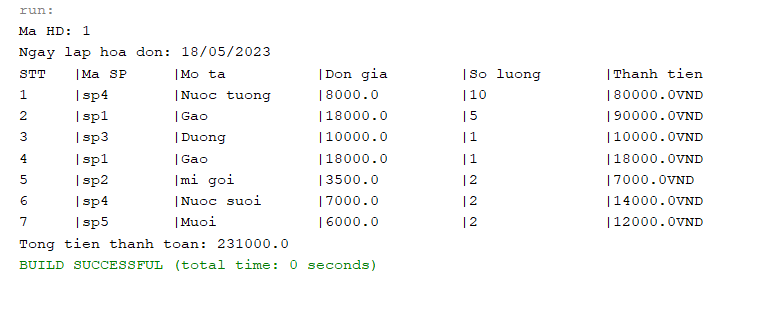 run:
Ma HD: 1
Ngay lap hoa don: 18/05/2023
STT |Ma SP |Mo ta |Don gia |So luong |Thanh tien
1 |sp4 |Nuoc tuong |8000.0 |10 |80000.0VND
2 |sp1 |Gao |18000.0 |5 |90000.0VND
3 |sp3 |Duong |10000.0 |1 |10000.0VND
4 |sp1 |Gao |18000.0 |1 |18000.0VND
5 |sp2 |mi goi |3500.0 |2 |7000.0VND
6 |sp4 |Nuoc suoi |7000.0 |2 |14000.0VND
7 |sp5 |Muoi |6000.0 |2 |12000.0VND
Tong tien thanh toan: 231000.0
BUILD SUCCESSFUL (total time: 0 seconds)